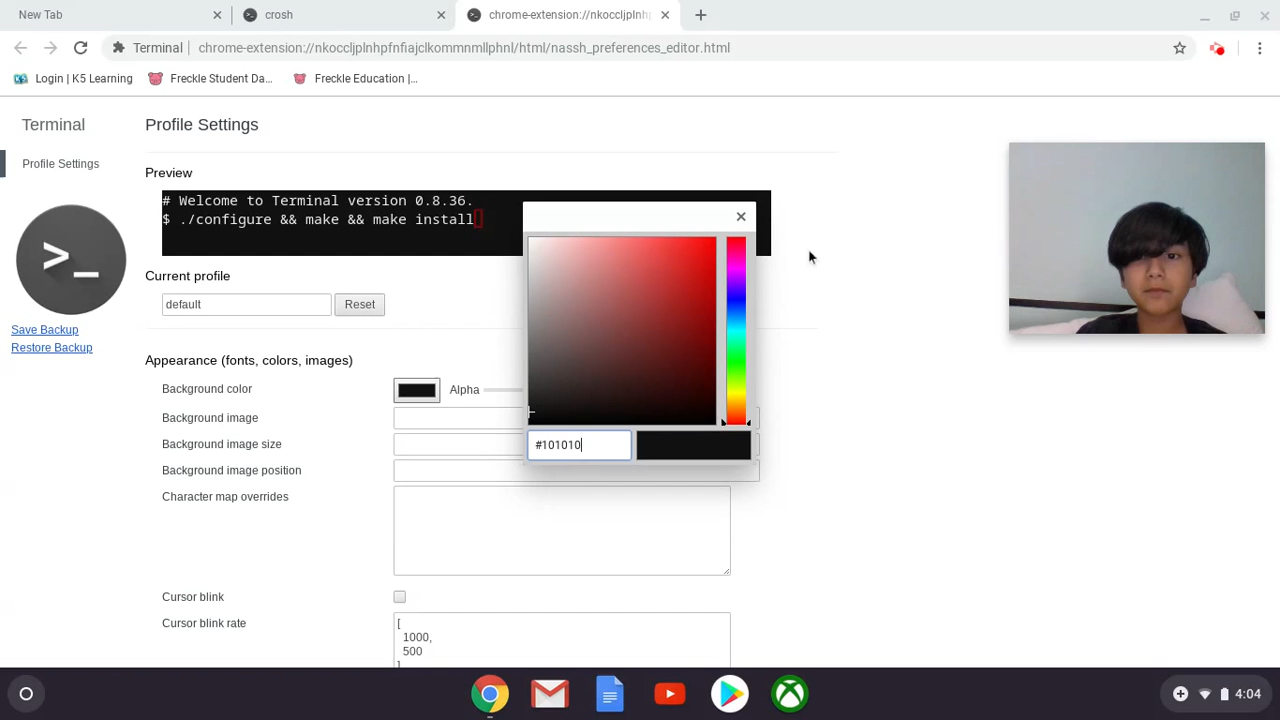 New Tab
crosh
chrome-extension://nkoccljplnhp
Terminal
chrome-extension://nkoccljplnhpfnfiajclkommnmllphnl/html/nassh_preferences_editor.html
Login | K5 Learning
Freckle Student Da...
Freckle Education |...
Terminal
Profile Settings
Profile Settings
Preview
# Welcome to Terminal version 0.8.36.
$ ./configure && make && make install
>_
Current profile
default
Reset
Save Backup
Restore Backup
Appearance (fonts, colors, images)
Background color
Alpha
Background image
#101010
Background image size
Background image position
Character map overrides
Cursor blink
Cursor blink rate
[
1000,
500
]
4:04